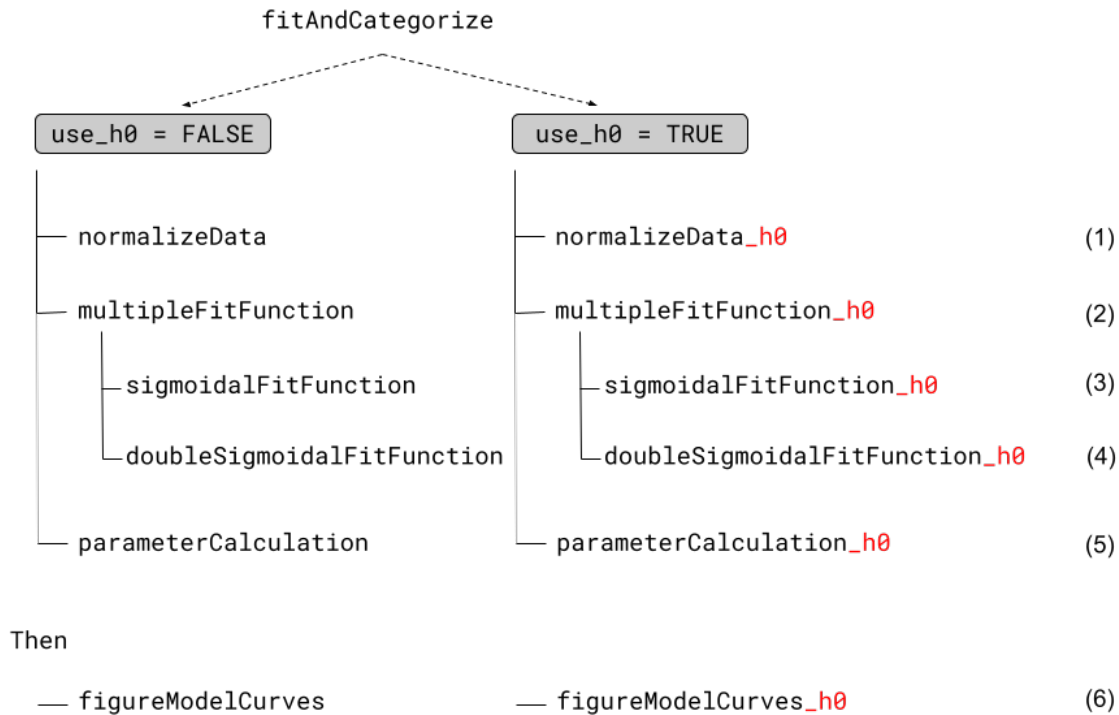 fitAndCategorize
use_h0 = FALSE use_h0 = TRUE
normalizeData normalizeData_h0 (1)
multipleFitFunction multipleFitFunction_h0 (2)
sigmoidalFitFunction sigmoidalFitFunction_h0 (3)
doubleSigmoidalFitFunction doubleSigmoidalFitFunction_h0 (4)
parameterCalculation parameterCalculation_h0 (5)
Then
figureModelCurves figureModelCurves_h0 (6)